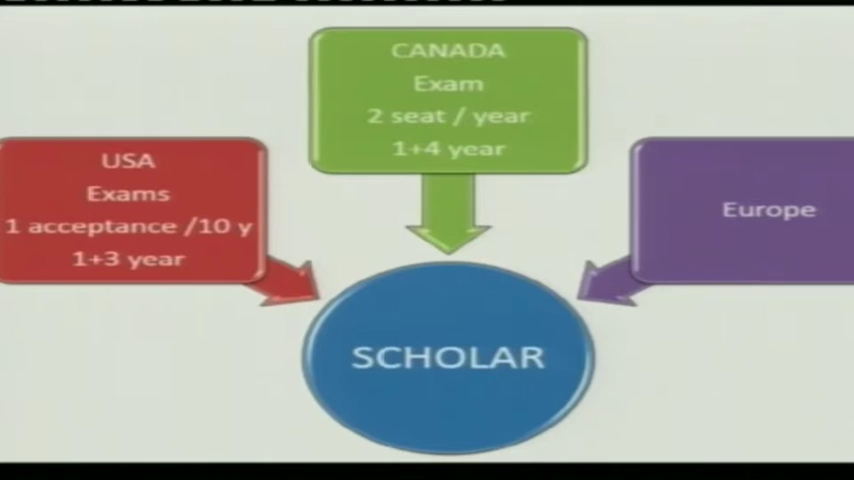 CANADA
Exam
2 seat / year
1+4 year
USA
Exams
1 acceptance /10 y
1+3 year
Europe
SCHOLAR